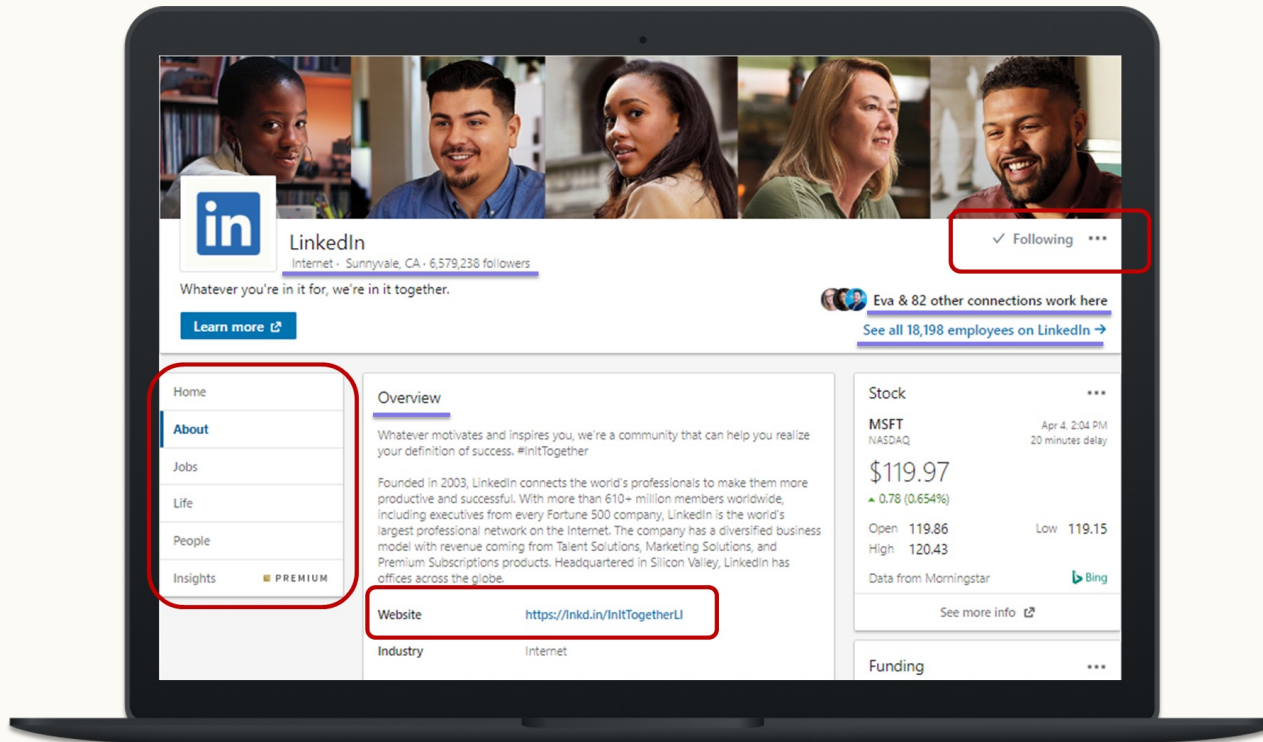 in
LinkedIn
Internet · Sunnyvale, CA · 6,579,238 followers
Following
Whatever you're in it for, we're in it together.
Learn more
Eva & 82 other connections work here
See all 18,198 employees on LinkedIn →
Home
About
Jobs
Life
People
Insights PREMIUM
Overview
Whatever motivates and inspires you, we're a community that can help you realize
your definition of success. #InItTogether
Founded in 2003, LinkedIn connects the world's professionals to make them more
productive and successful. With more than 610+ million members worldwide,
including executives from every Fortune 500 company, LinkedIn is the world's
largest professional network on the Internet. The company has a diversified business
model with revenue coming from Talent Solutions, Marketing Solutions, and
Premium Subscriptions products. Headquartered in Silicon Valley, LinkedIn has
offices across the globe.
Website https://lnkd.in/InItTogetherLI
Industry Internet
Stock
MSFT Apr 4, 2:04 PM
NASDAQ 20 minutes delay
$119.97
0.78 (0.654%)
Open 119.86 Low 119.15
High 120.43
Data from Morningstar Bing
See more info
Funding